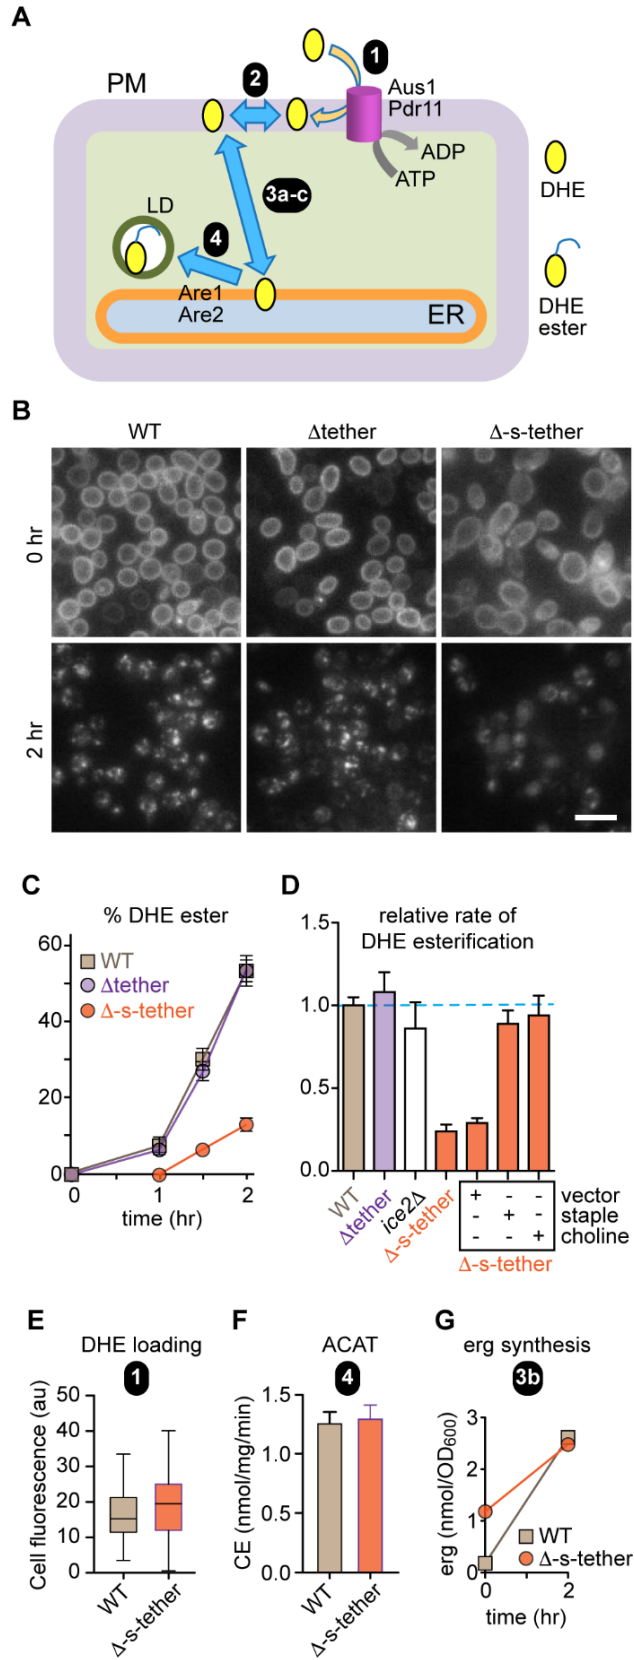 A
PM
1
2
Aus1
Pdr11
ADP
ATP
3a-c
LD
4
Are1
Are2
ER
DHE
DHE
ester
B
WT
Δtether
Δ-s-tether
0 hr
2 hr
C
% DHE ester
60
40
20
0
WT
Δtether
Δ-s-tether
0
1
2
time (hr)
D
relative rate of
DHE esterification
1.5
1.0
0.5
0.0
WT
Δtether
ice2Δ
Δ-s-tether
+ - - vector
- + - staple
- - + choline
Δ-s-tether
E
DHE loading
1
Cell fluorescence (au)
50
40
30
20
10
0
WT
Δ-s-tether
F
ACAT
4
CE (nmol/mg/min)
1.5
1.0
0.5
0.0
WT
Δ-s-tether
G
erg synthesis
3b
erg (nmol/OD600)
3
2
1
0
WT
Δ-s-tether
0
2
time (hr)